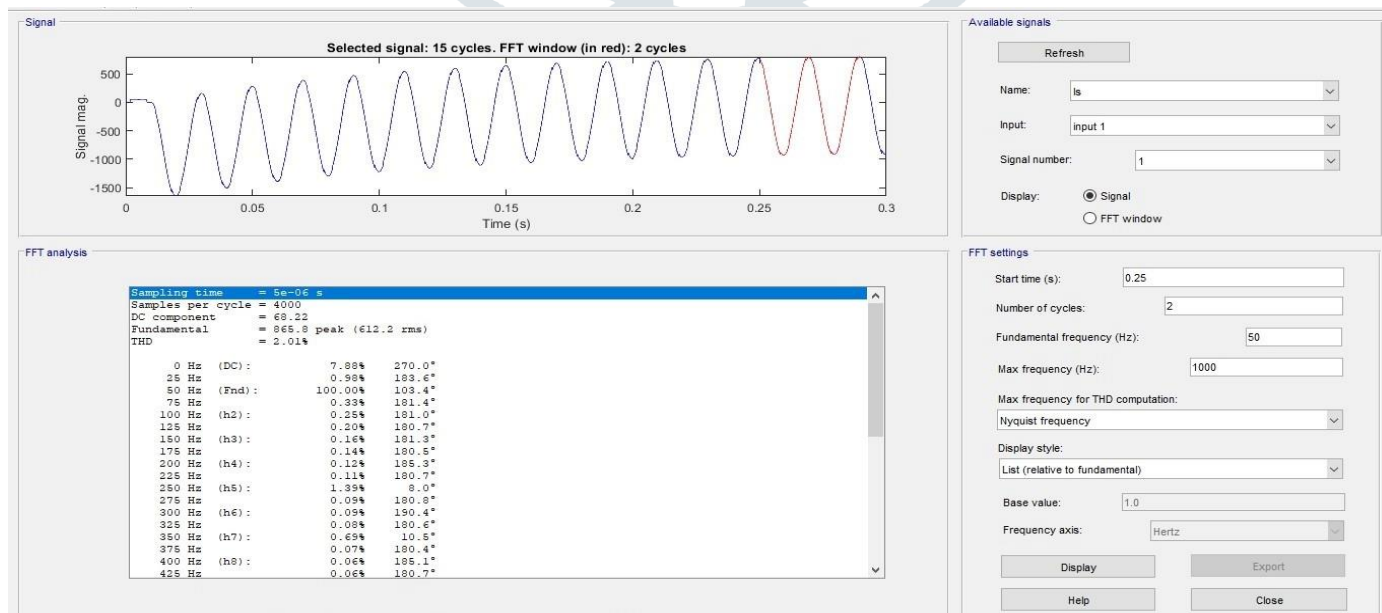 Signal
Selected signal: 15 cycles. FFT window (in red): 2 cycles
Signal mag.
500
0
-500
-1000
-1500
0 0.05 0.1 0.15 0.2 0.25 0.3
Time (s)
Available signals
Refresh
Name: Is
Input: input 1
Signal number: 1
Display: Signal
FFT window
FFT analysis
Sampling time = 5e-06 s
Samples per cycle = 4000
DC component = 68.22
Fundamental = 865.8 peak (612.2 rms)
THD = 2.01%
0 Hz (DC): 7.88% 270.0°
25 Hz 0.98% 183.6°
50 Hz (Fnd): 100.00% 103.4°
75 Hz 0.33% 181.4°
100 Hz (h2): 0.25% 181.0°
125 Hz 0.20% 180.7°
150 Hz (h3): 0.16% 181.3°
175 Hz 0.14% 180.5°
200 Hz (h4): 0.12% 185.3°
225 Hz 0.11% 180.7°
250 Hz (h5): 1.39% 8.0°
275 Hz 0.09% 180.8°
300 Hz (h6): 0.09% 190.4°
325 Hz 0.08% 180.6°
350 Hz (h7): 0.69% 10.5°
375 Hz 0.07% 180.4°
400 Hz (h8): 0.06% 185.1°
425 Hz 0.06% 180.7°
FFT settings
Start time (s): 0.25
Number of cycles: 2
Fundamental frequency (Hz): 50
Max frequency (Hz): 1000
Max frequency for THD computation:
Nyquist frequency
Display style:
List (relative to fundamental)
Base value: 1.0
Frequency axis: Hertz
Display Export
Help Close